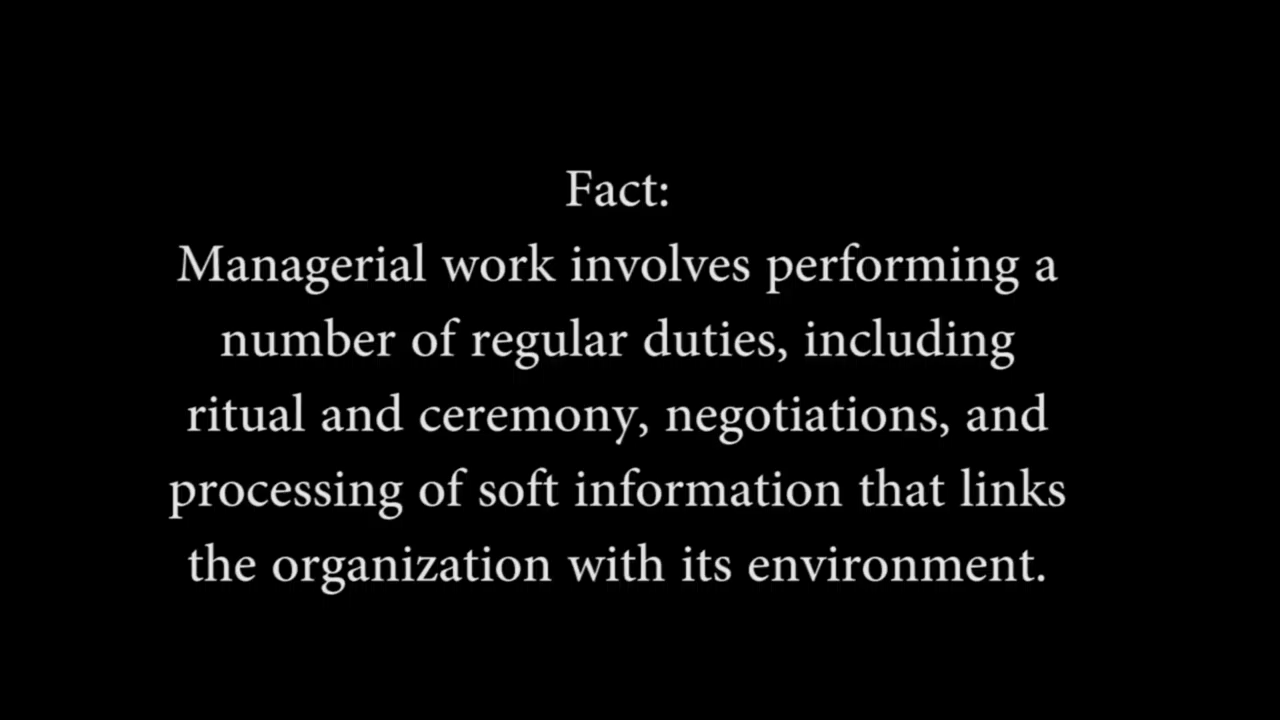 Fact:
Managerial work involves performing a
number of regular duties, including
ritual and ceremony, negotiations, and
processing of soft information that links
the organization with its environment.